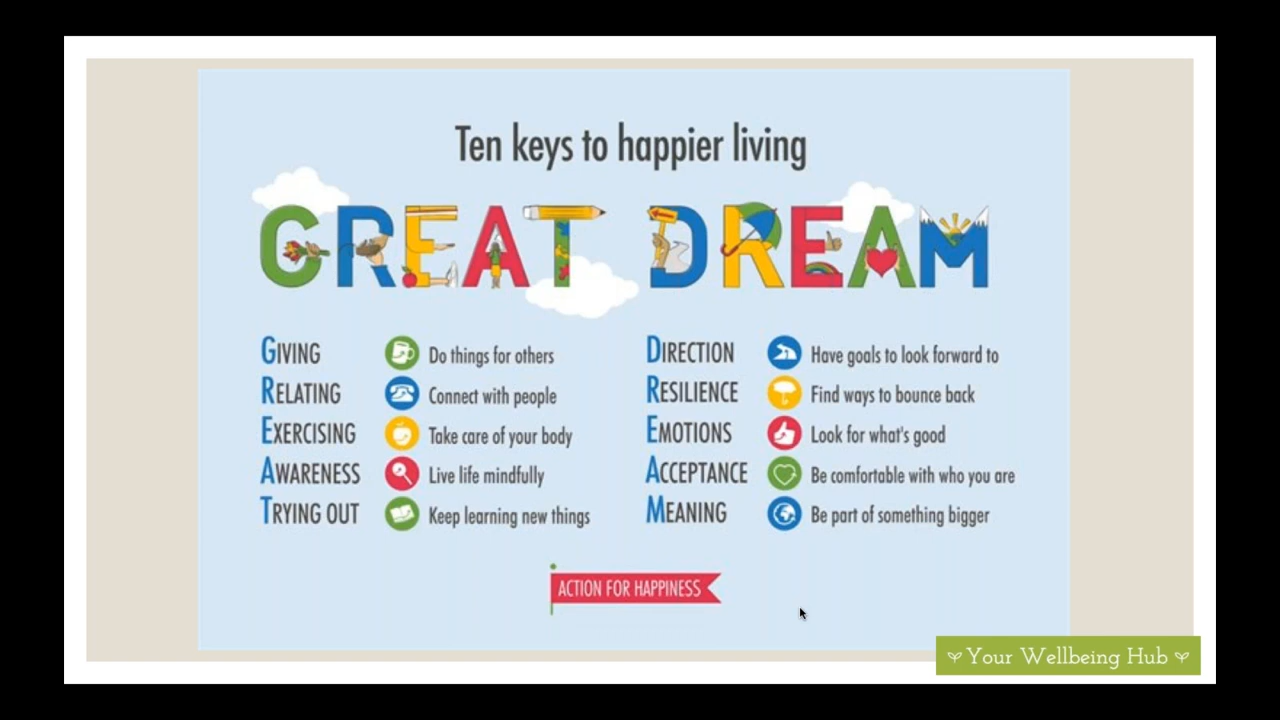 Ten keys to happier living
GREAT DREAM
GIVING Do things for others
RELATING Connect with people
EXERCISING Take care of your body
AWARENESS Live life mindfully
TRYING OUT Keep learning new things
DIRECTION Have goals to look forward to
RESILIENCE Find ways to bounce back
EMOTIONS Look for what's good
ACCEPTANCE Be comfortable with who you are
MEANING Be part of something bigger
ACTION FOR HAPPINESS
Your Wellbeing Hub